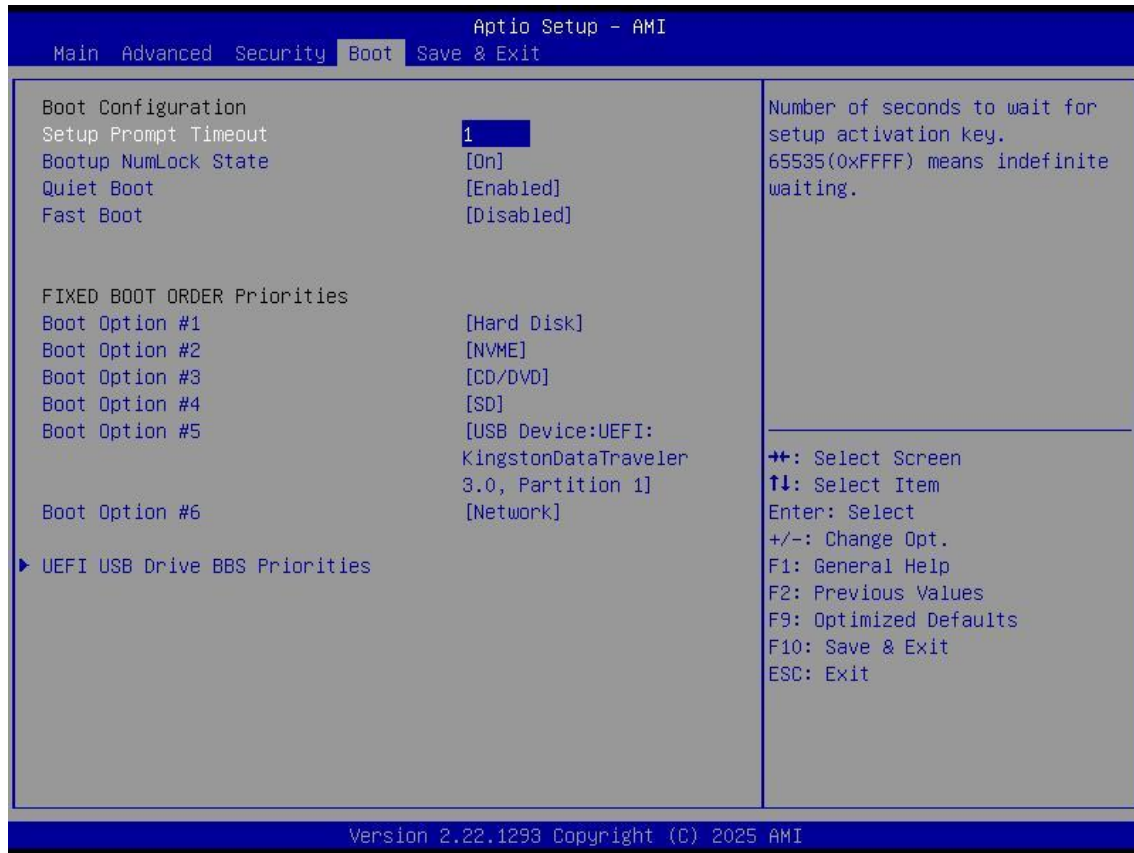 Aptio Setup - AMI
Main Advanced Security Boot Save & Exit
Boot Configuration
Setup Prompt Timeout 1
Bootup NumLock State [On]
Quiet Boot [Enabled]
Fast Boot [Disabled]
FIXED BOOT ORDER Priorities
Boot Option #1 [Hard Disk]
Boot Option #2 [NVME]
Boot Option #3 [CD/DVD]
Boot Option #4 [SD]
Boot Option #5 [USB Device:UEFI:
KingstonDataTraveler
3.0, Partition 1]
Boot Option #6 [Network]
▶ UEFI USB Drive BBS Priorities
Number of seconds to wait for
setup activation key.
65535(0xFFFF) means indefinite
waiting.
→←: Select Screen
↑↓: Select Item
Enter: Select
+/-: Change Opt.
F1: General Help
F2: Previous Values
F9: Optimized Defaults
F10: Save & Exit
ESC: Exit
Version 2.22.1293 Copyright (C) 2025 AMI